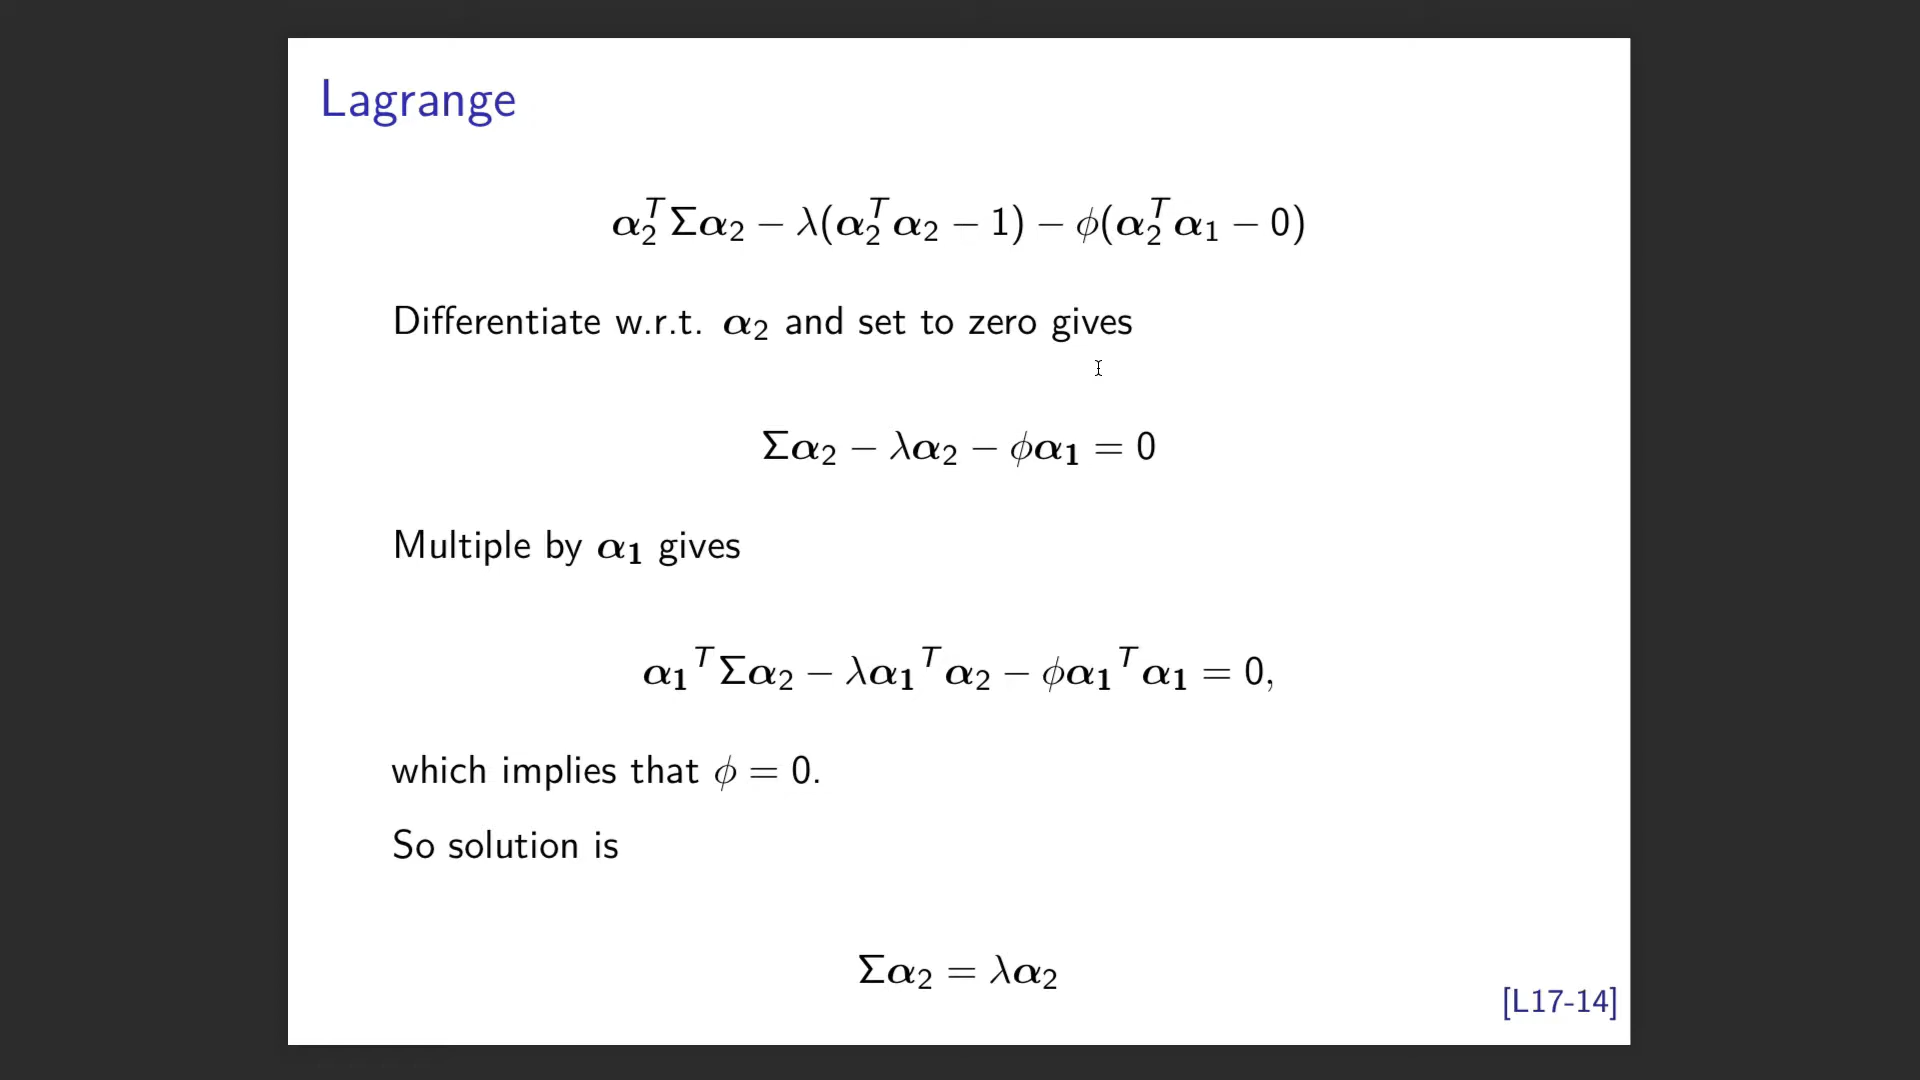 Lagrange
α₂ᵀΣα₂ − λ(α₂ᵀα₂ − 1) − ϕ(α₂ᵀα₁ − 0)
Differentiate w.r.t. α₂ and set to zero gives
Σα₂ − λα₂ − ϕα₁ = 0
Multiple by α₁ gives
α₁ᵀΣα₂ − λα₁ᵀα₂ − ϕα₁ᵀα₁ = 0,
which implies that ϕ = 0.
So solution is
Σα₂ = λα₂
[L17-14]